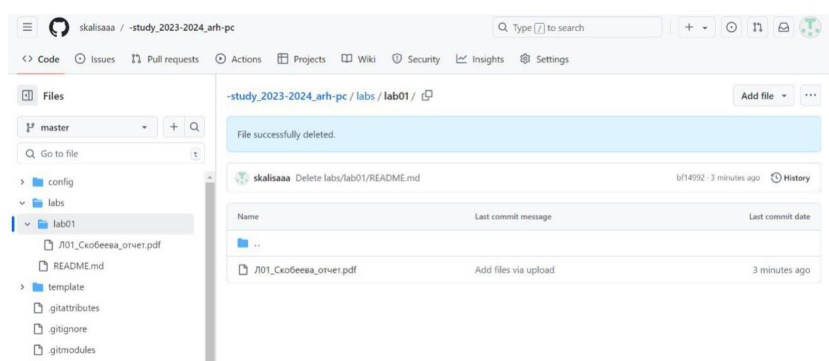 skalisaaa / -study_2023-2024_arh-pc
Type / to search
Code Issues Pull requests Actions Projects Wiki Security Insights Settings
Files
master
Go to file t
config
labs
lab01
Л01_Скобеева_отчет.pdf
README.md
template
.gitattributes
.gitignore
.gitmodules
-study_2023-2024_arh-pc / labs / lab01 /
Add file
File successfully deleted.
skalisaaa Delete labs/lab01/README.md bf14992 · 3 minutes ago History
Name Last commit message Last commit date
..
Л01_Скобеева_отчет.pdf Add files via upload 3 minutes ago